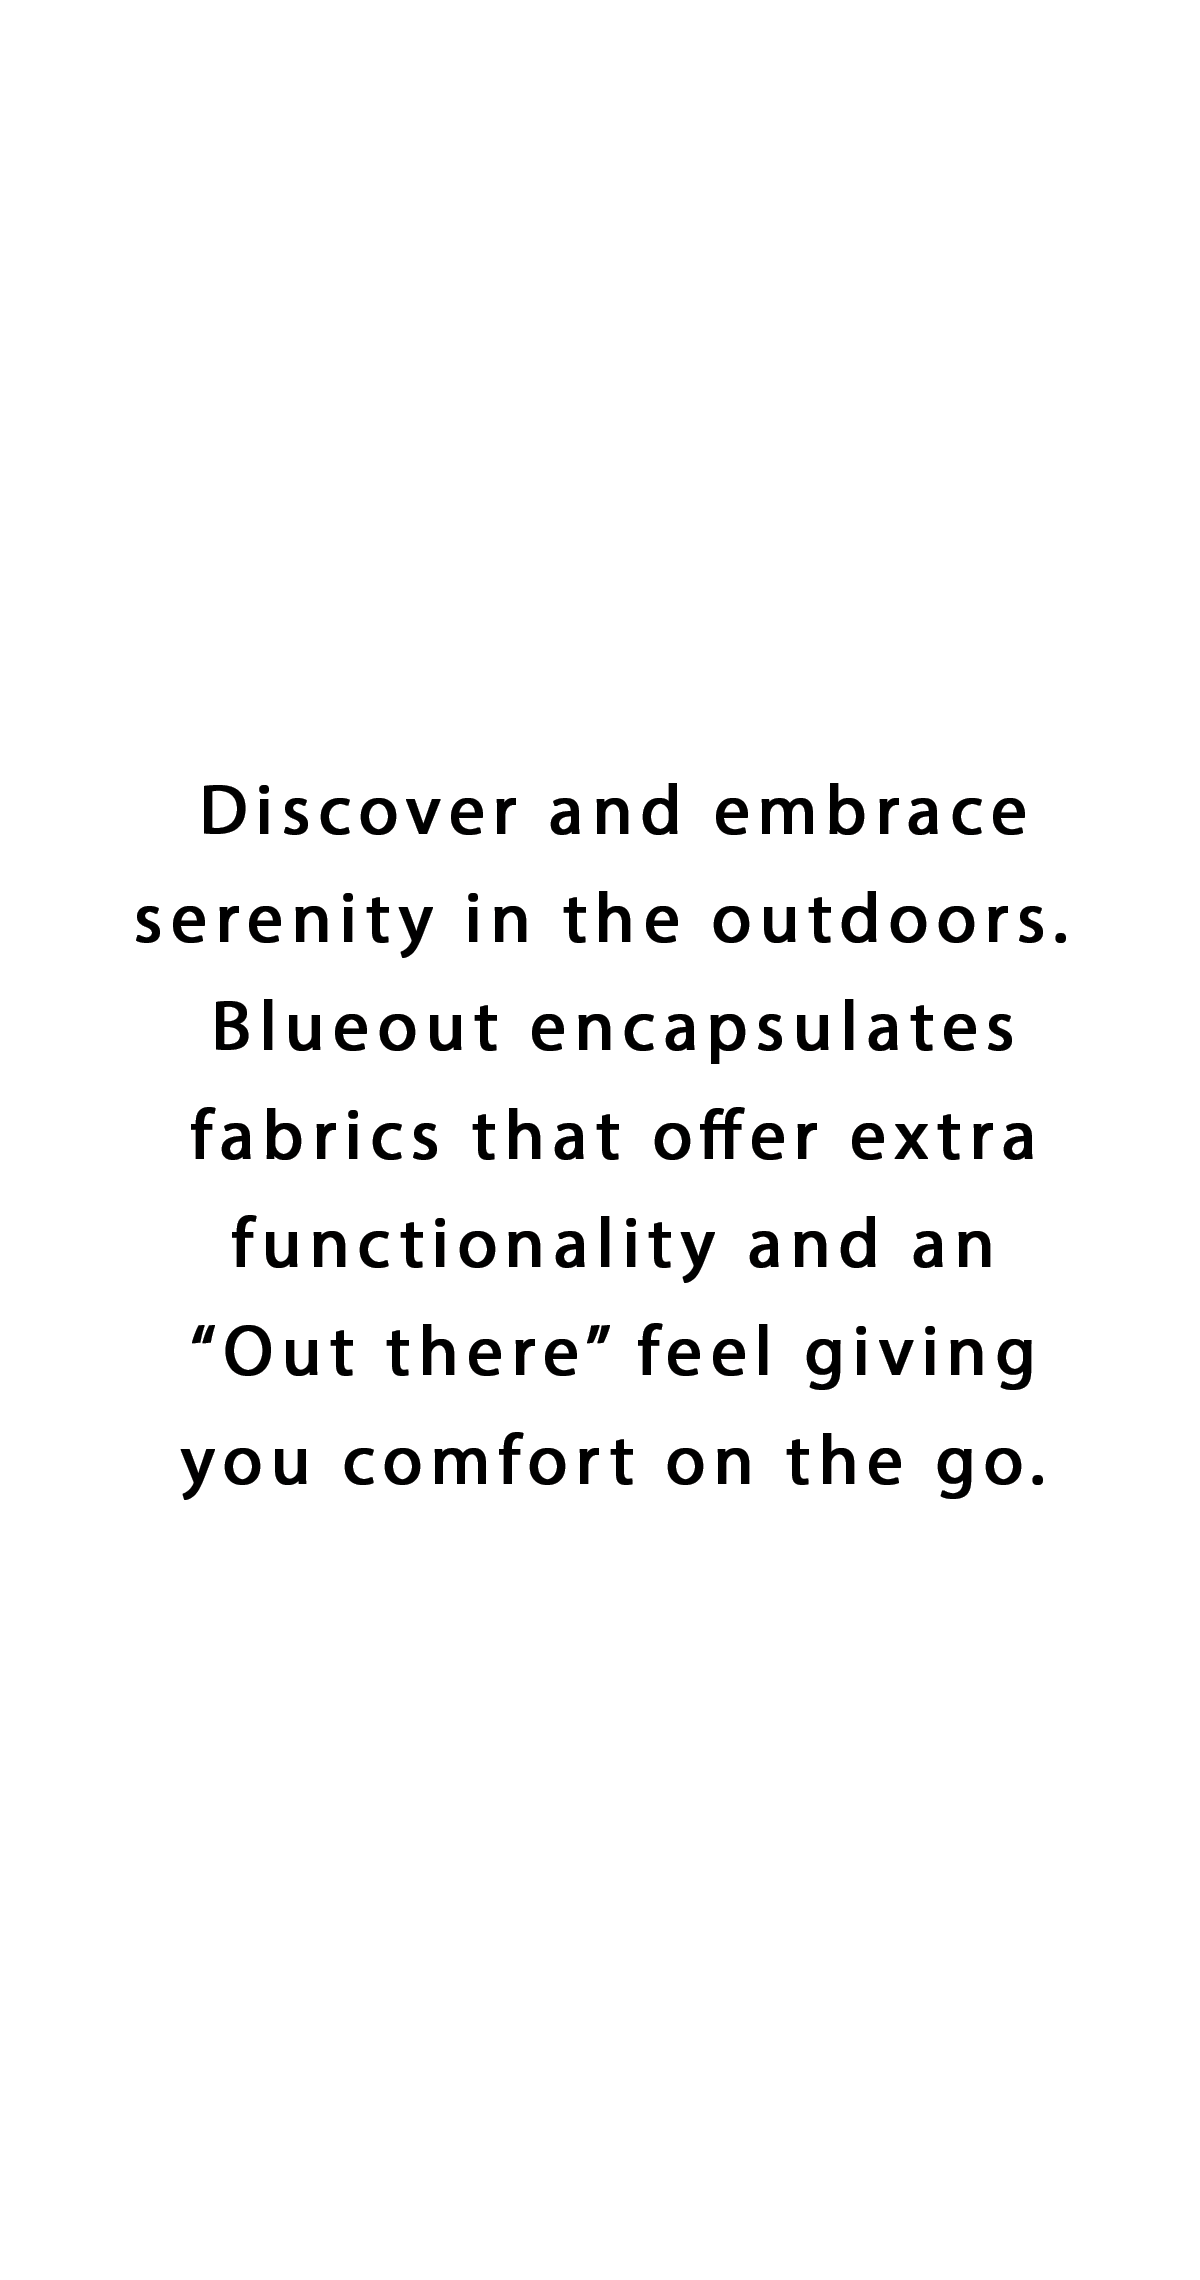 Discover and embrace
serenity in the outdoors.
Blueout encapsulates
fabrics that offer extra
functionality and an
“Out there” feel giving
you comfort on the go.